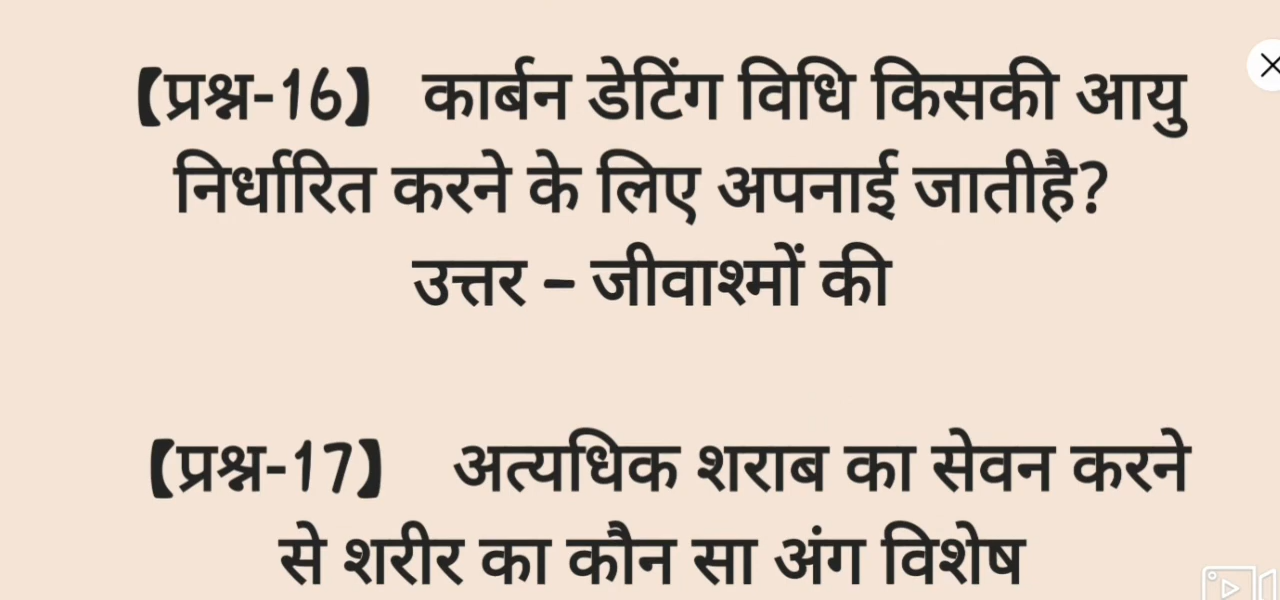 【प्रश्न-16】 कार्बन डेटिंग विधि किसकी आयु
निर्धारित करने के लिए अपनाई जातीहै?
उत्तर – जीवाश्मों की
【प्रश्न-17】 अत्यधिक शराब का सेवन करने
से शरीर का कौन सा अंग विशेष